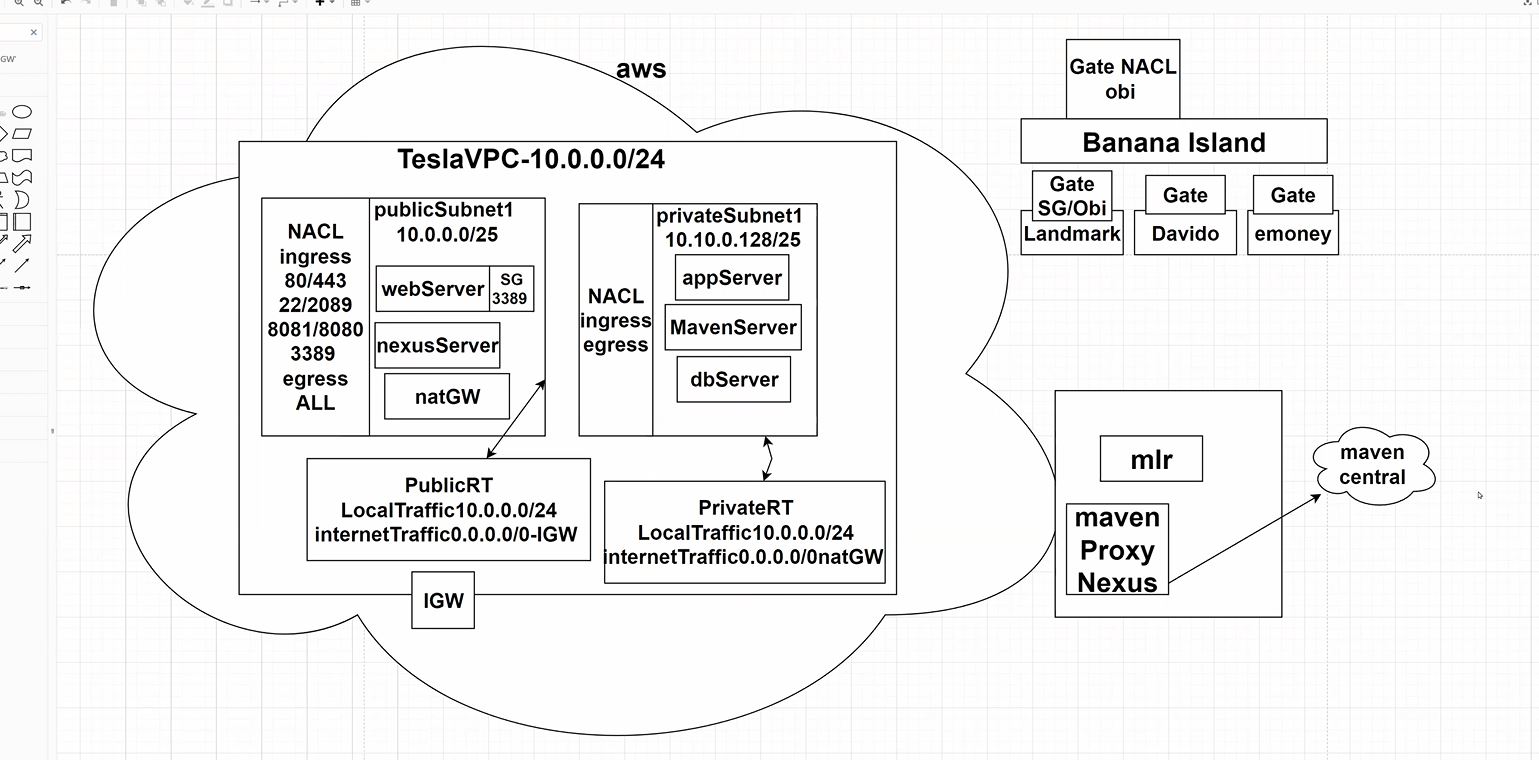 GW'
aws
TeslaVPC-10.0.0.0/24
NACL
ingress
80/443
22/2089
8081/8080
3389
egress
ALL
publicSubnet1
10.0.0.0/25
webServer
SG
3389
nexusServer
natGW
NACL
ingress
egress
privateSubnet1
10.10.0.128/25
appServer
MavenServer
dbServer
PublicRT
LocalTraffic10.0.0.0/24
internetTraffic0.0.0.0/0-IGW
PrivateRT
LocalTraffic10.0.0.0/24
internetTraffic0.0.0.0/0natGW
IGW
Gate NACL
obi
Banana Island
Gate
SG/Obi
Landmark
Gate
Davido
Gate
emoney
mlr
maven
Proxy
Nexus
maven
central